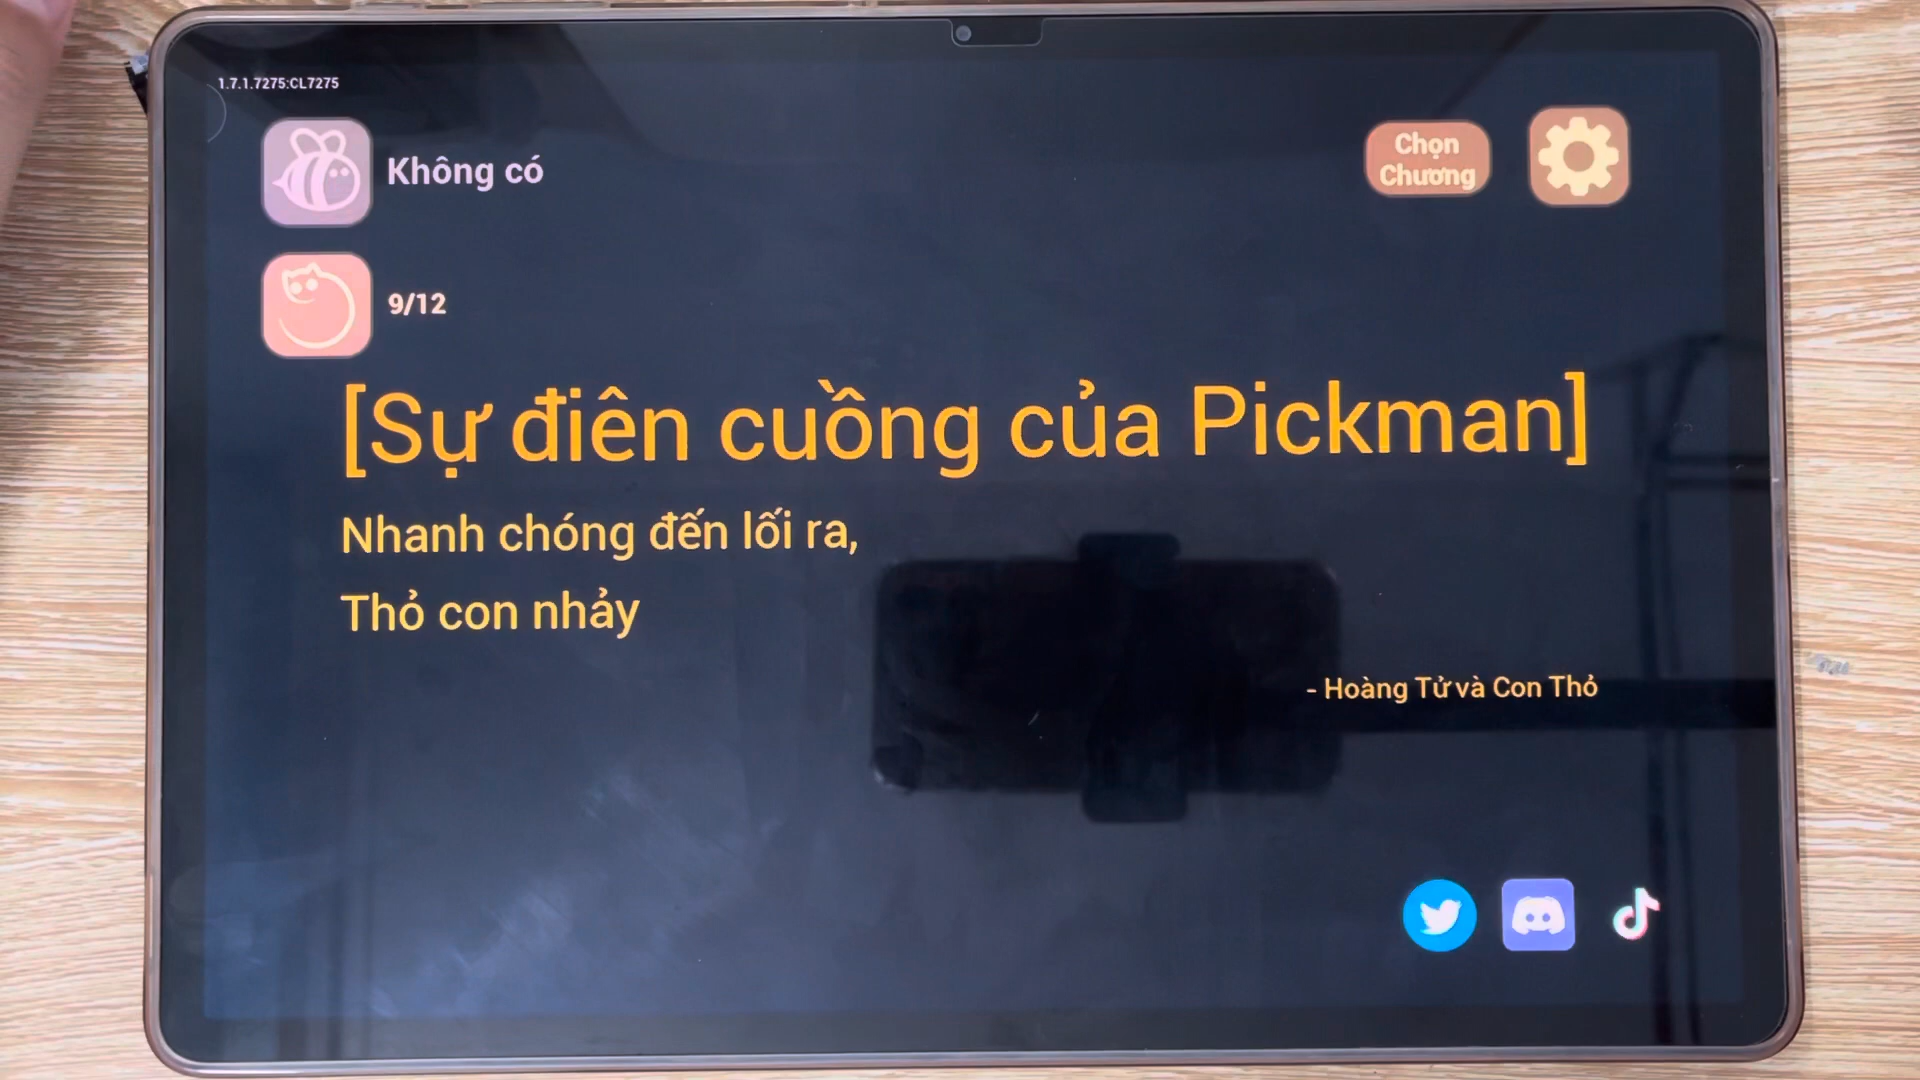 1.7.1.7275:CL7275
Không có
Chọn
Chương
9/12
[Sự điên cuồng của Pickman]
Nhanh chóng đến lối ra,
Thỏ con nhảy
- Hoàng Tử và Con Thỏ